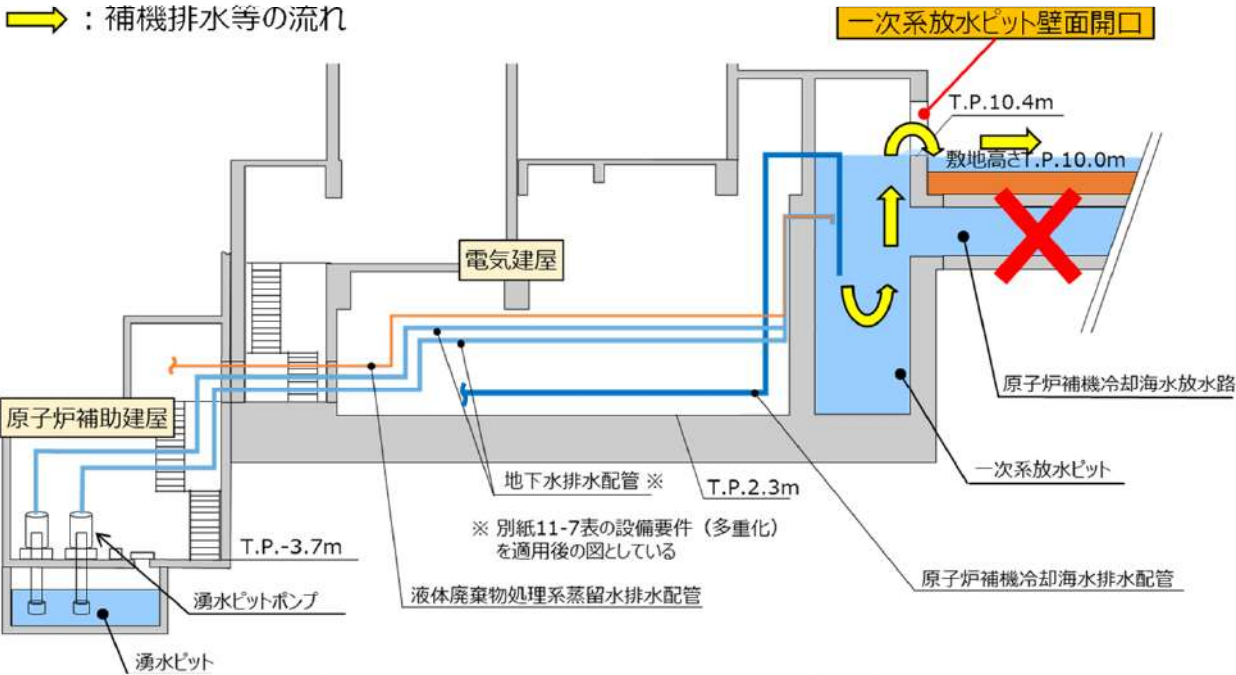 ：補機排水等の流れ
一次系放水ピット壁面開口
T.P.10.4m
敷地高さT.P.10.0m
電気建屋
原子炉補機冷却海水放水路
原子炉補助建屋
一次系放水ピット
地下水排水配管 ※
T.P.2.3m
※ 別紙11-7表の設備要件（多重化）
を適用後の図としている
T.P.-3.7m
原子炉補機冷却海水排水配管
液体廃棄物処理系蒸留水排水配管
湧水ピットポンプ
湧水ピット